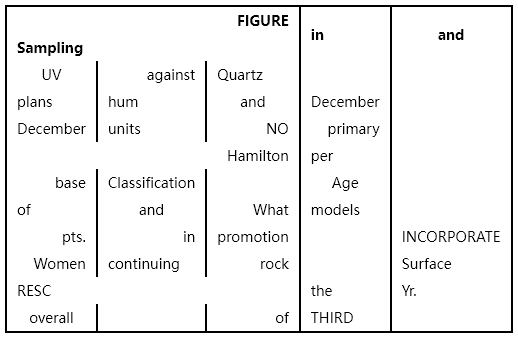 FIGURE in and
Sampling
UV against Quartz
plans hum and December
December units NO primary
Hamilton per
base Classification Age
of and What models
pts. in promotion INCORPORATE
Women continuing rock Surface
RESC the Yr.
overall of THIRD